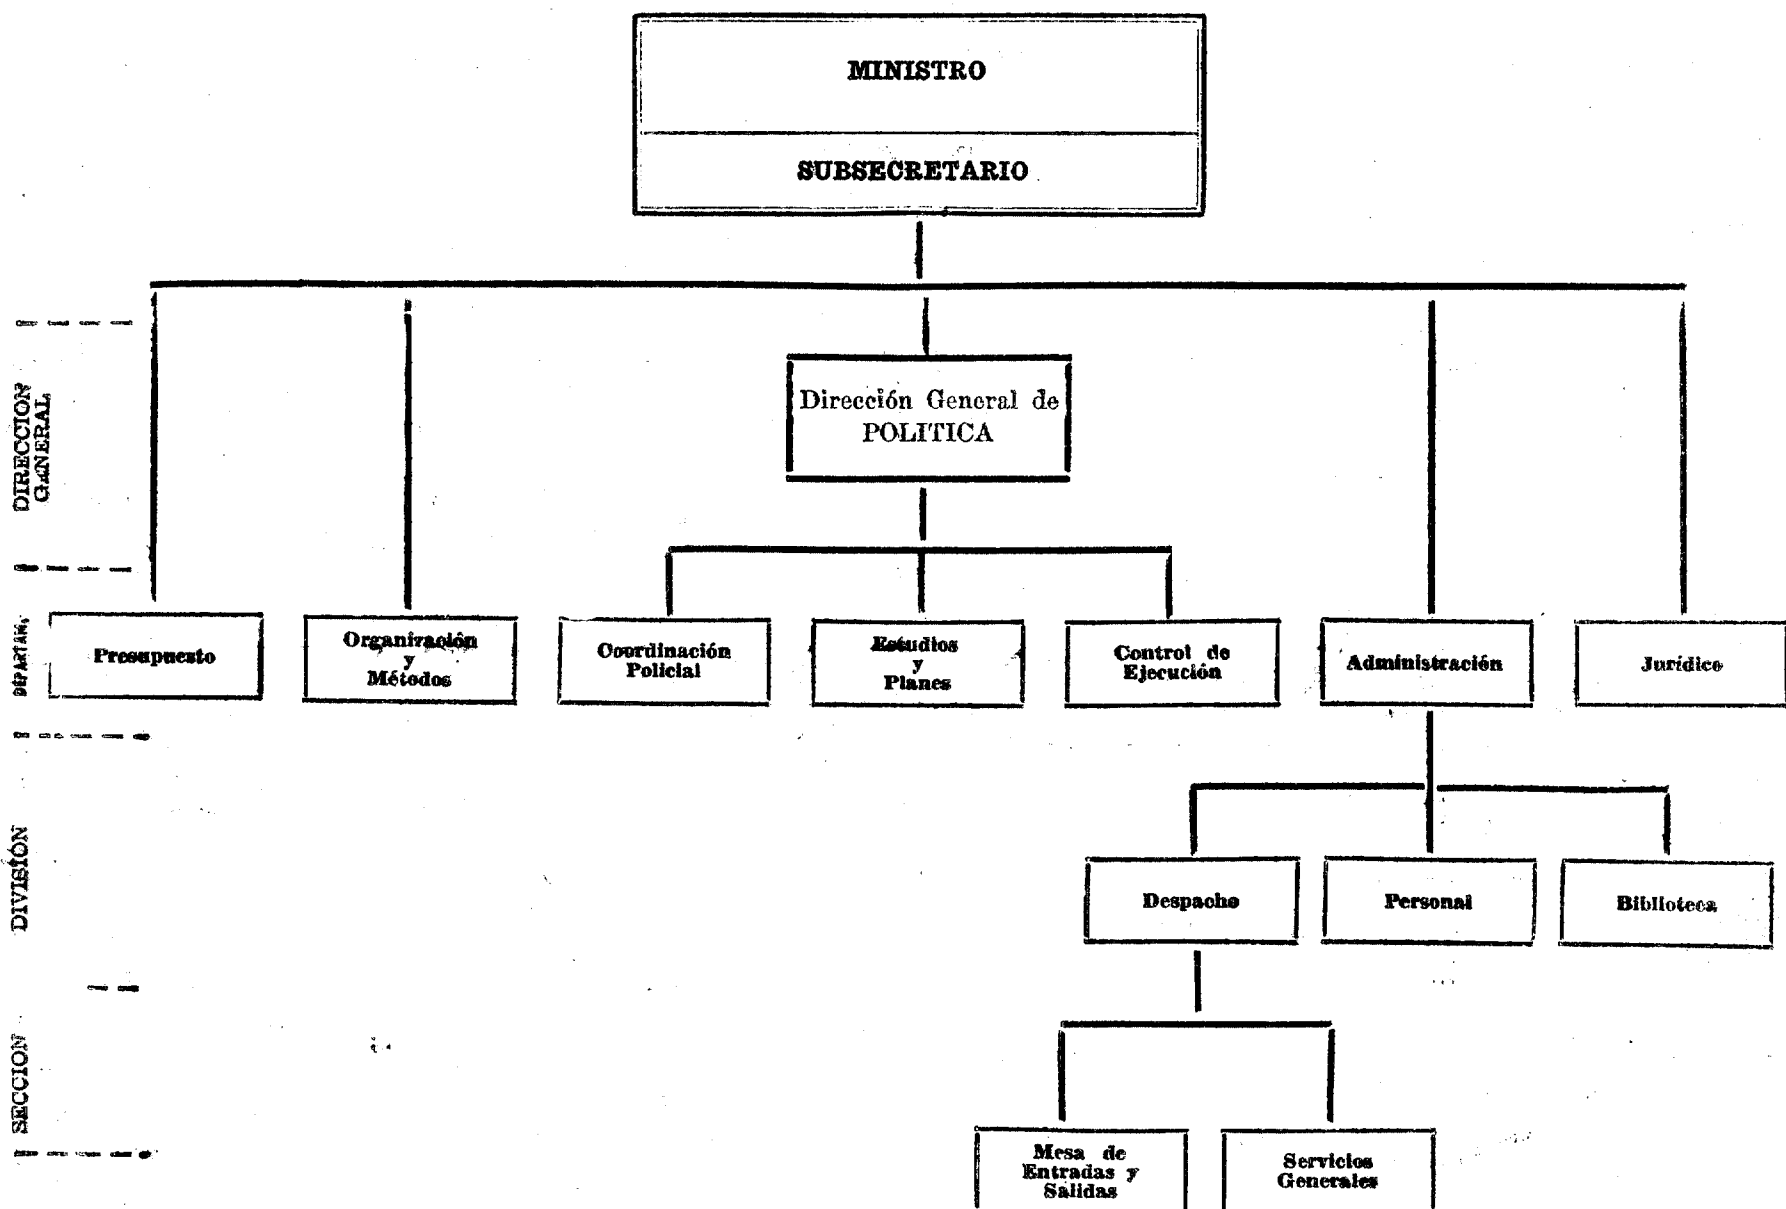 MINISTRO
SUBSECRETARIO
DIRECCION
GENERAL
Dirección General de
POLITICA
DEPARTAM.
Presupuesto
Organización
y
Métodos
Coordinación
Policial
Estudios
y
Planes
Control de
Ejecución
Administración
Jurídico
DIVISIÓN
Despacho
Personal
Biblioteca
SECCION
Mesa de
Entradas y
Salidas
Servicios
Generales